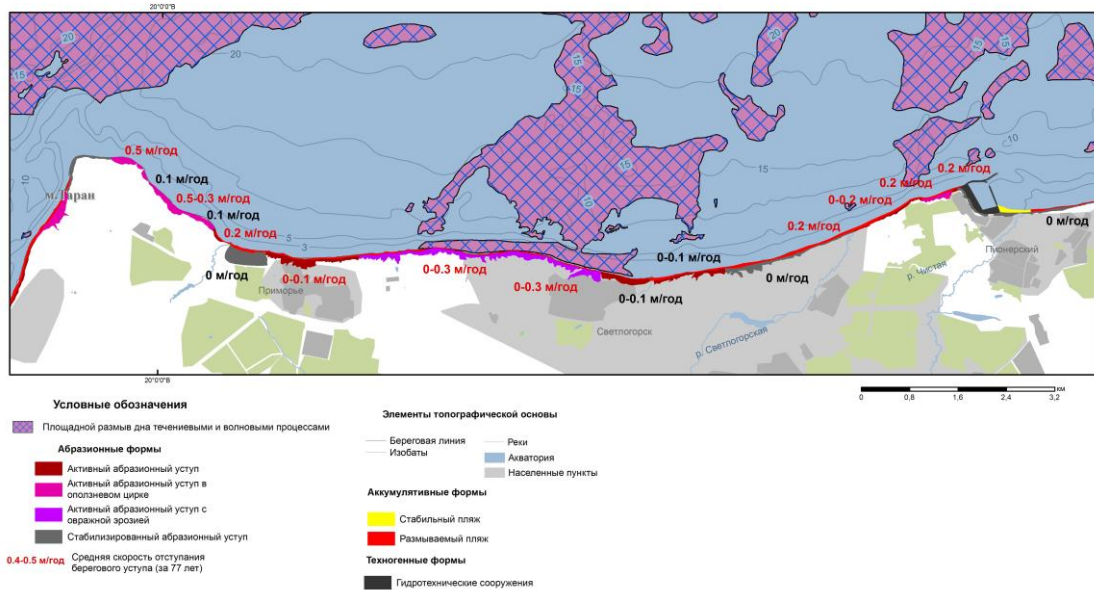 20°0'0"В
20
15
20
15
20
15
15
20
10
15
10
0.5 м/год
м.Таран
0.1 м/год
0.5-0.3 м/год
0.1 м/год
0.2 м/год
5
3
10
0.2 м/год
0.2 м/год
0-0.2 м/год
0.2 м/год
0 м/год
Пионерский
0 м/год
0-0.1 м/год
Приморье
0-0.3 м/год
0-0.3 м/год
0-0.1 м/год
0-0.1 м/год
0 м/год
р. Чистая
Светлогорск
р. Светлогорская
20°0'0"В
км
0 0,8 1,6 2,4 3,2
Условные обозначения
Площадной размыв дна течениевыми и волновыми процессами
Абразионные формы
Активный абразионный уступ
Активный абразионный уступ в
оползневом цирке
Активный абразионный уступ с
овражной эрозией
Стабилизированный абразионный уступ
0.4-0.5 м/год Средняя скорость отступания
берегового уступа (за 77 лет)
Элементы топографической основы
Береговая линия
Изобаты
Реки
Акватория
Населенные пункты
Аккумулятивные формы
Стабильный пляж
Размываемый пляж
Техногенные формы
Гидротехнические сооружения